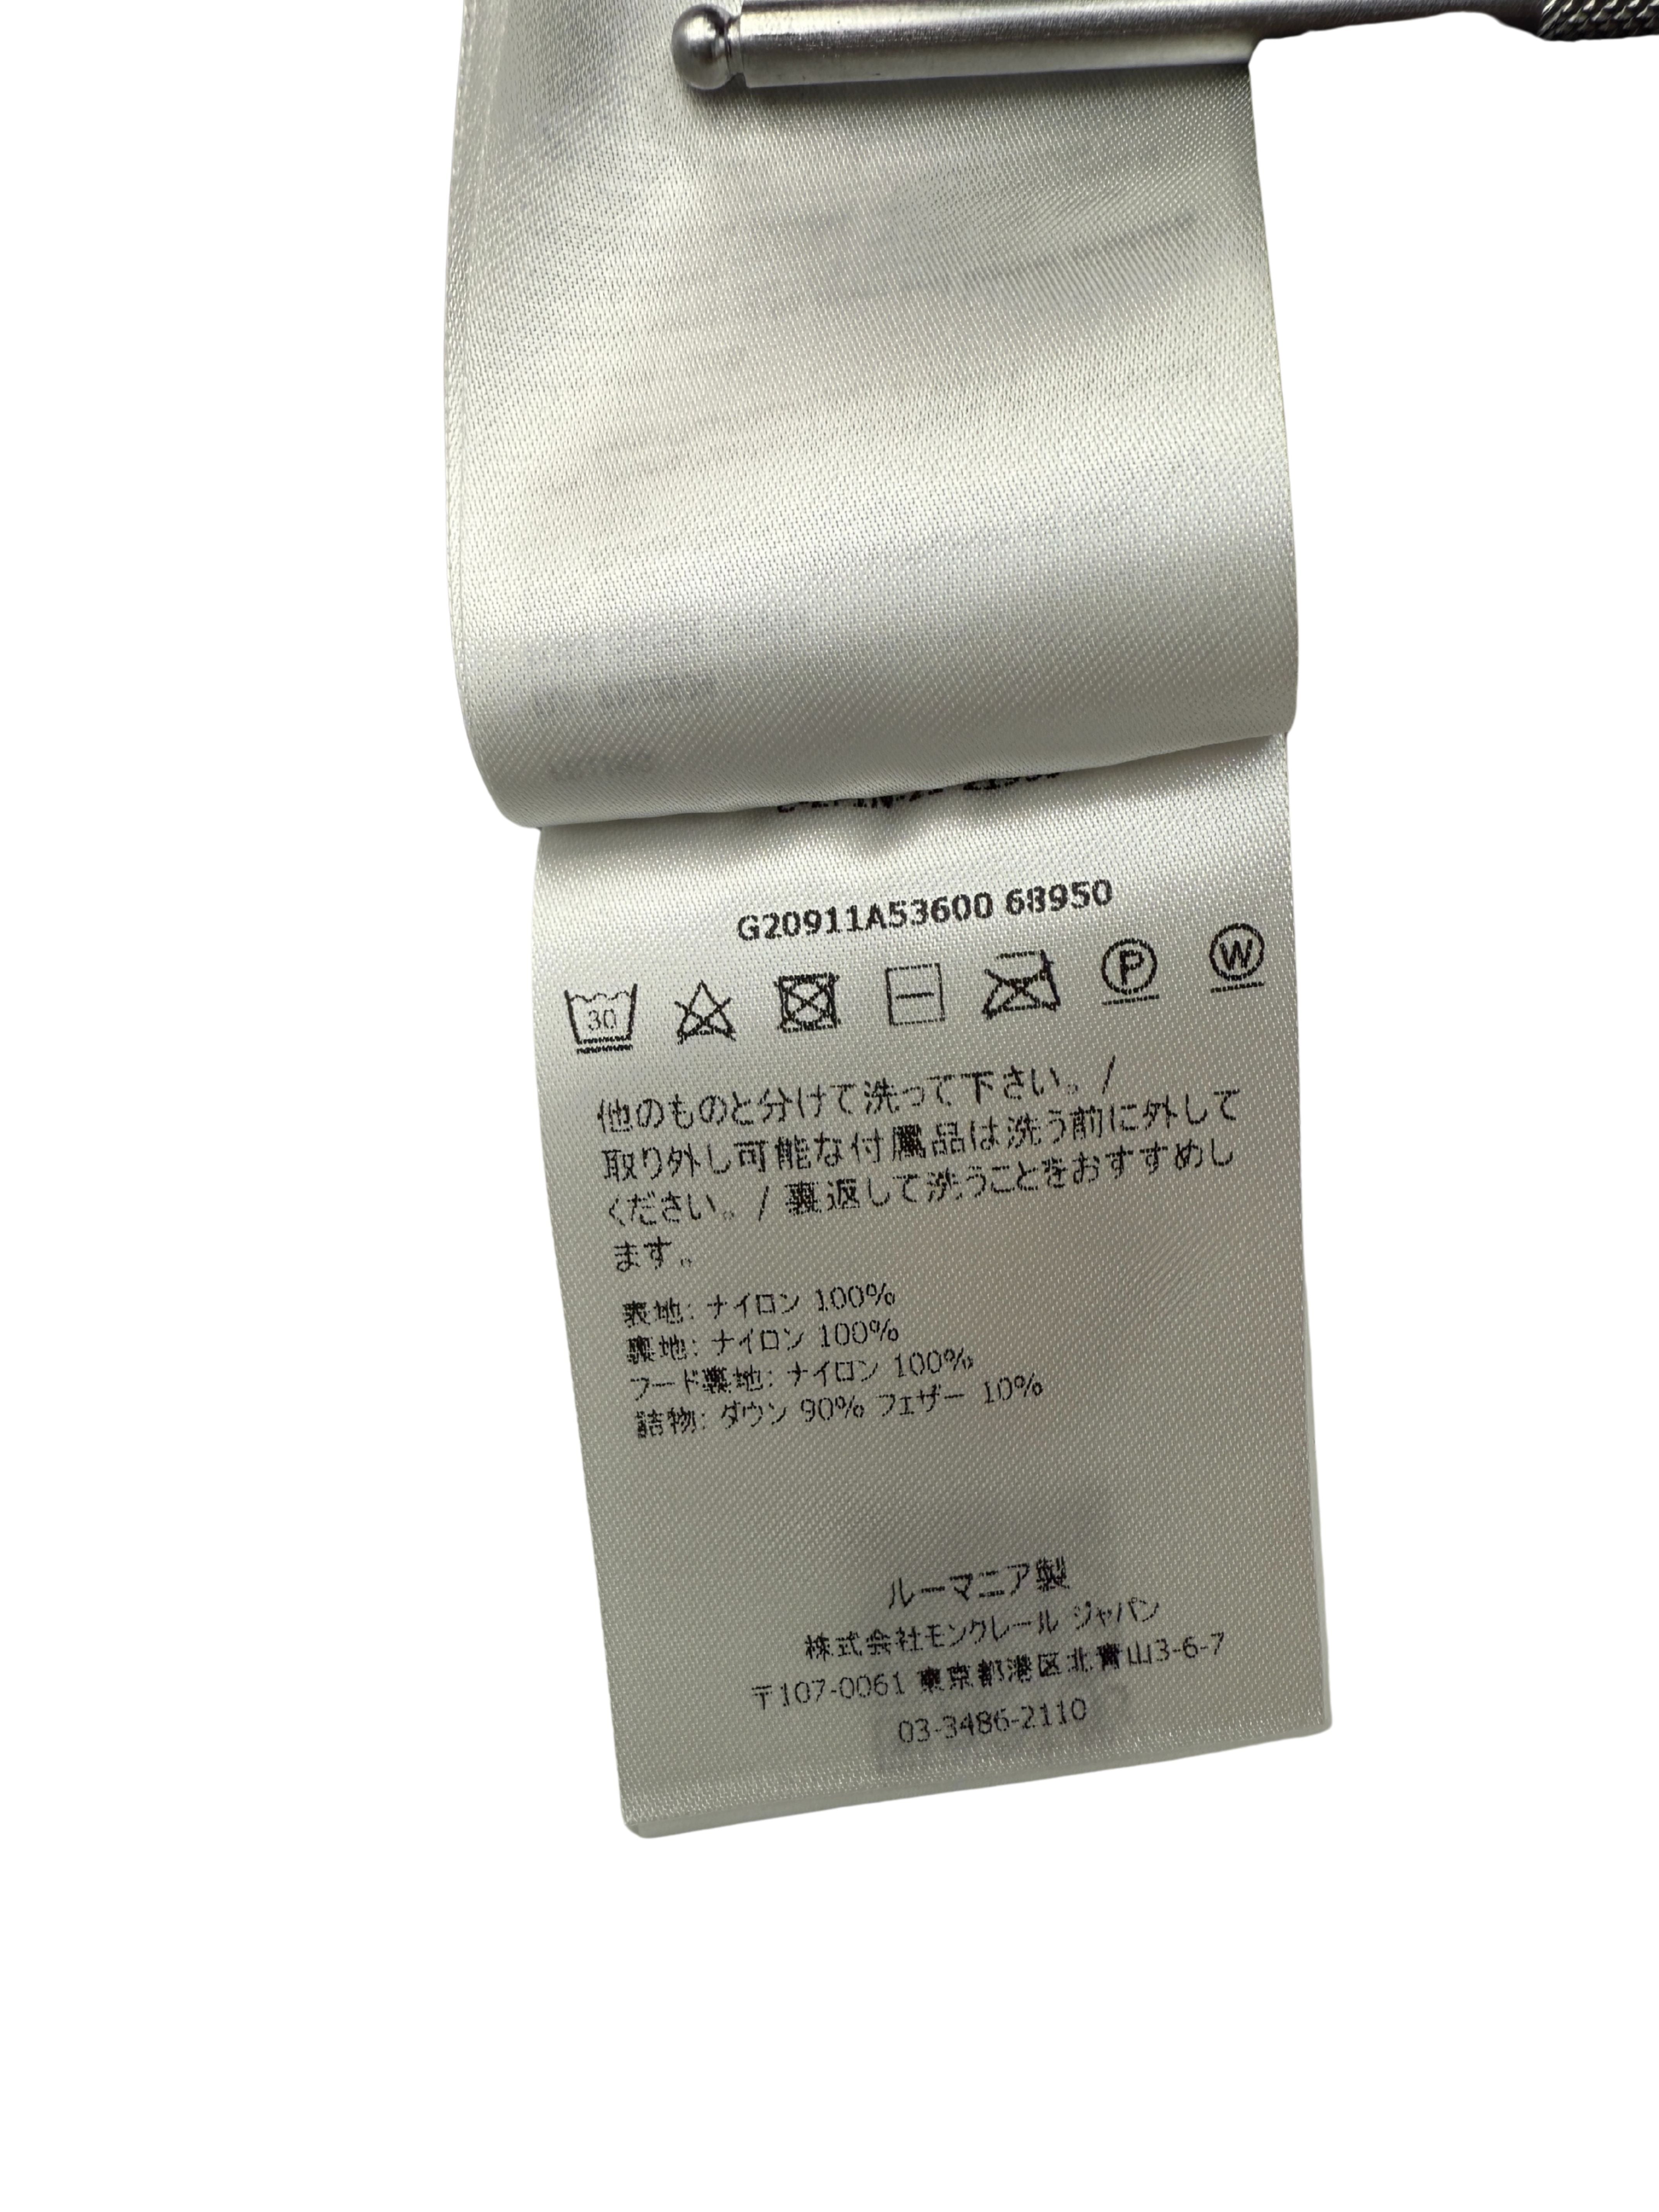 G20911A53600 68950
30
P
W
他のものと分けて洗って下さい。/
取り外し可能な付属品は洗う前に外して
ください。/ 裏返して洗うことをおすすめし
ます。
表地: ナイロン 100%
裏地: ナイロン 100%
フード裏地: ナイロン 100%
詰物: ダウン 90% フェザー 10%
ルーマニア製
株式会社モンクレール ジャパン
〒107-0061 東京都港区北青山3-6-7
03-3486-2110